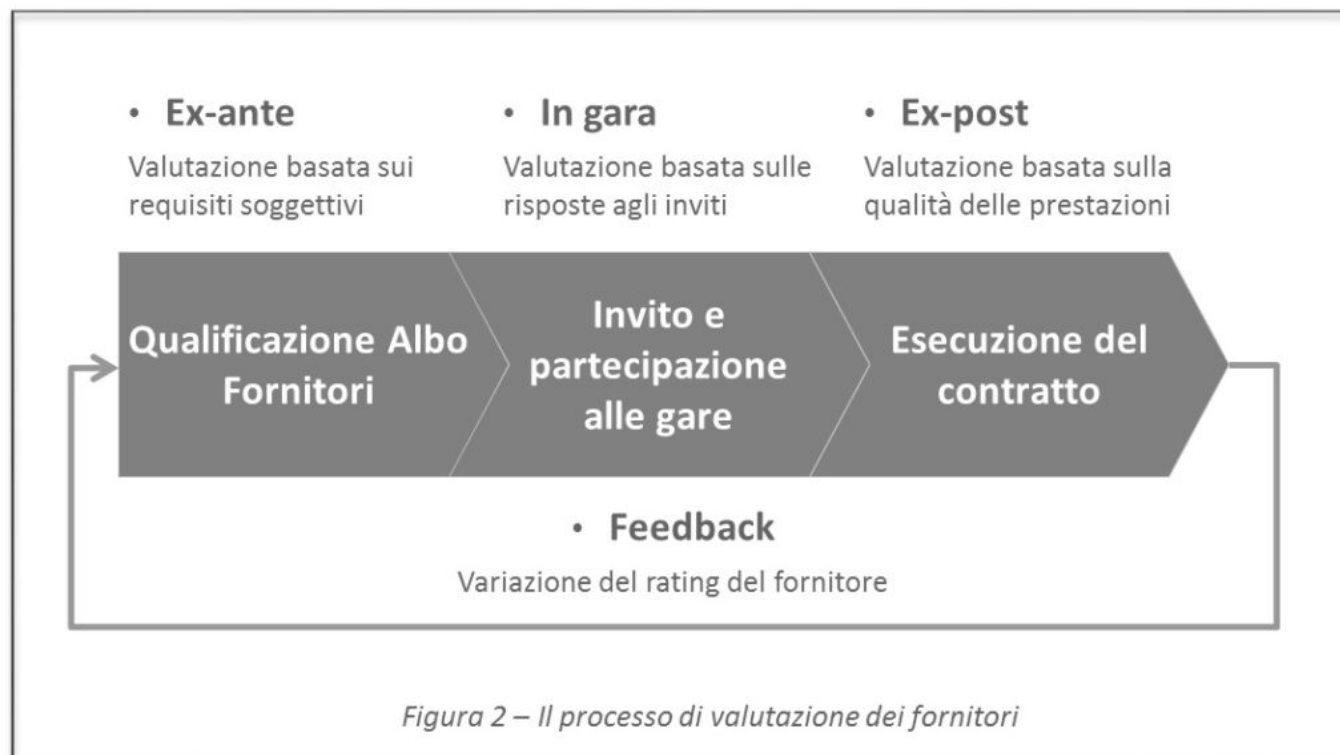 • Ex-ante
Valutazione basata sui
requisiti soggettivi
• In gara
Valutazione basata sulle
risposte agli inviti
• Ex-post
Valutazione basata sulla
qualità delle prestazioni
Qualificazione Albo
Fornitori
Invito e
partecipazione
alle gare
Esecuzione del
contratto
• Feedback
Variazione del rating del fornitore
Figura 2 – Il processo di valutazione dei fornitori